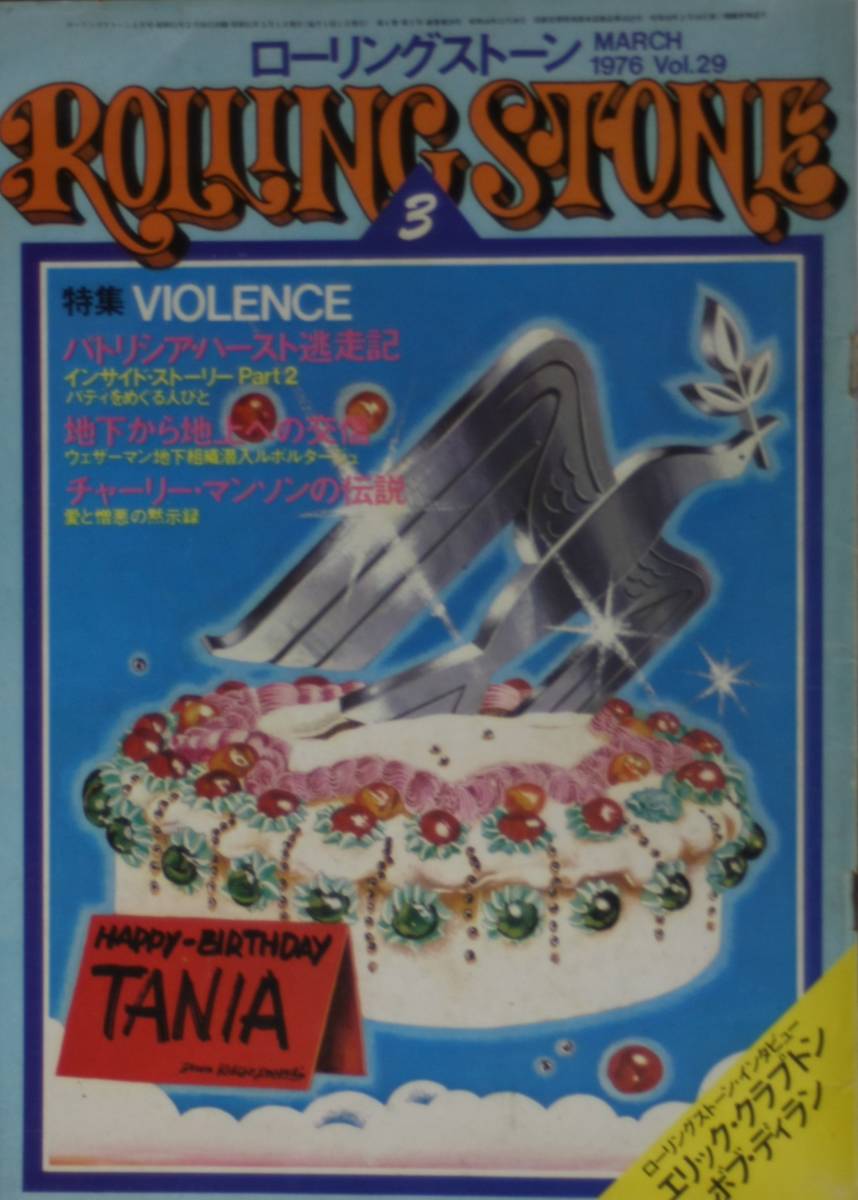 ローリングストーン
MARCH
1976 Vol.29
ROLLING STONE
3
特集 VIOLENCE
パトリシア・ハースト逃走記
インサイド・ストーリー Part 2
パティをめぐる人びと
地下から地上への交信
ウェザーマン地下組織潜入ルポルタージュ
チャーリー・マンソンの伝説
愛と憎悪の黙示録
HAPPY-BIRTHDAY
TANIA
ローリングストーン・インタビュー
エリック・クラプトン
ボブ・ディラン